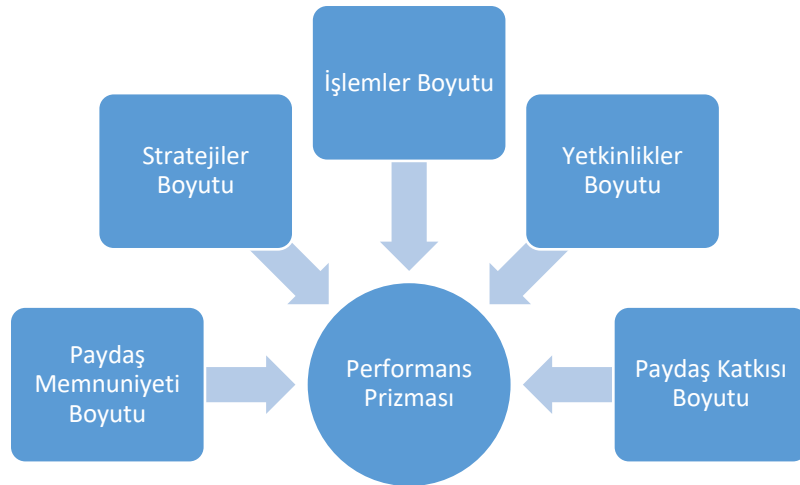 İşlemler Boyutu
Stratejiler
Boyutu
Yetkinlikler
Boyutu
Paydaş
Memnuniyeti
Boyutu
Performans
Prizması
Paydaş Katkısı
Boyutu